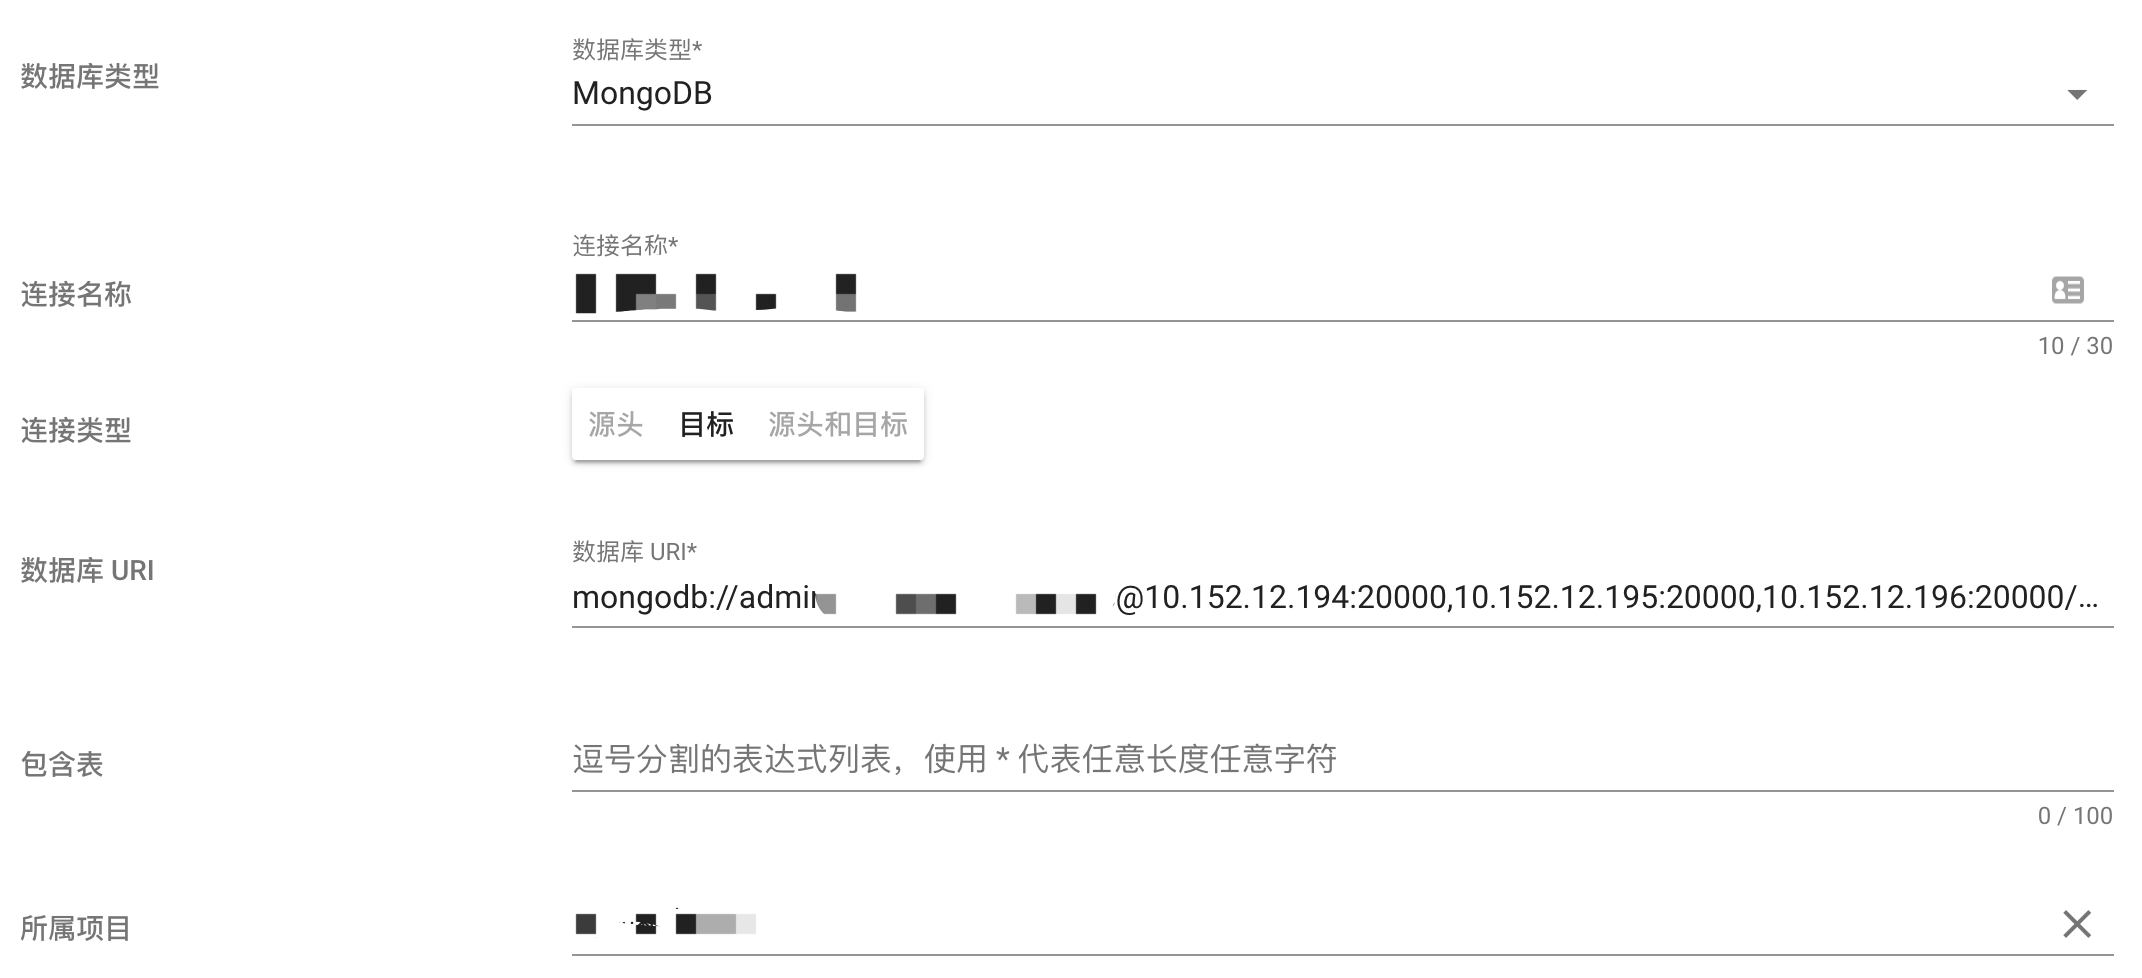 数据库类型
数据库类型*
MongoDB
连接名称
连接名称*
10 / 30
连接类型
源头 目标 源头和目标
数据库 URI
数据库 URI*
mongodb://admin @10.152.12.194:20000,10.152.12.195:20000,10.152.12.196:20000/...
包含表
逗号分割的表达式列表，使用 * 代表任意长度任意字符
0 / 100
所属项目